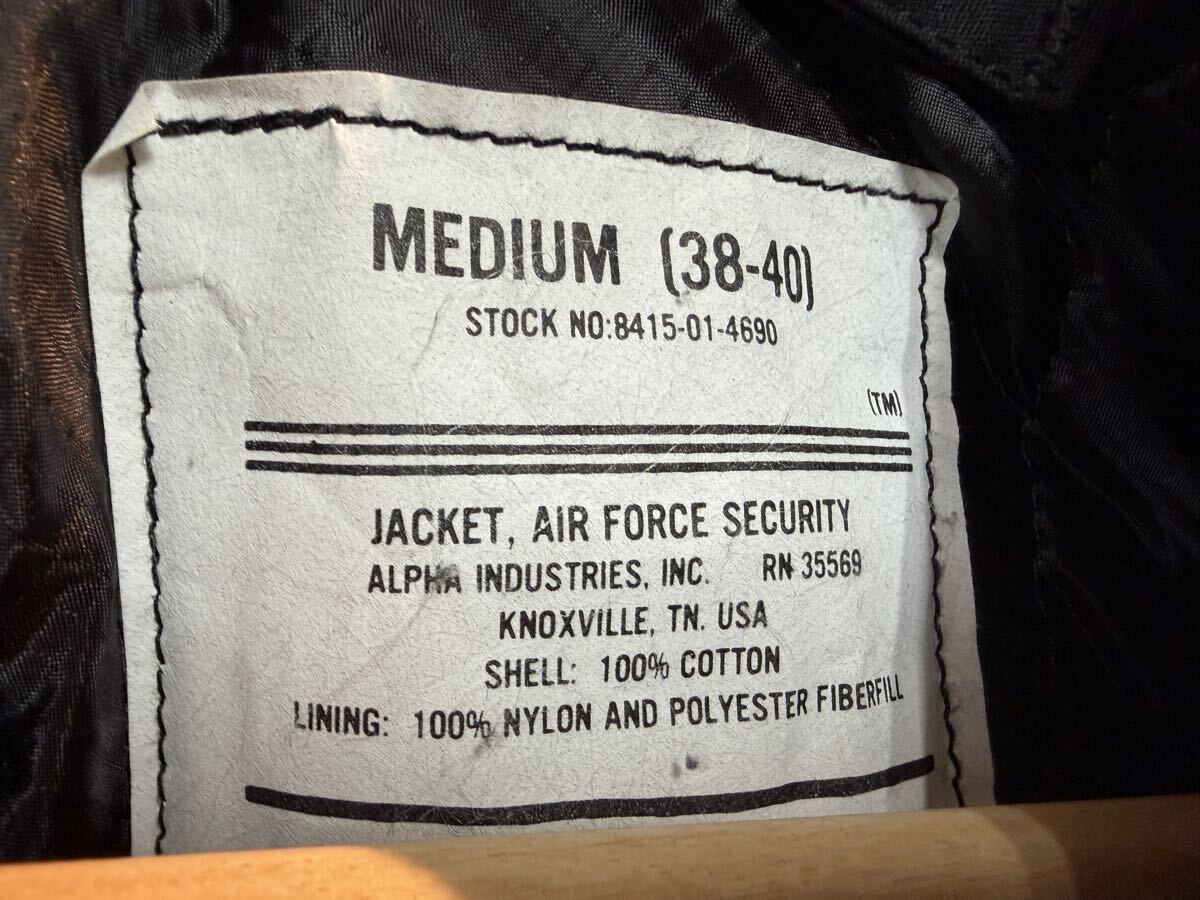 MEDIUM (38-40)
STOCK NO:8415-01-4690
(TM)
JACKET, AIR FORCE SECURITY
ALPHA INDUSTRIES, INC. RN 35569
KNOXVILLE, TN. USA
SHELL: 100% COTTON
LINING: 100% NYLON AND POLYESTER FIBERFILL